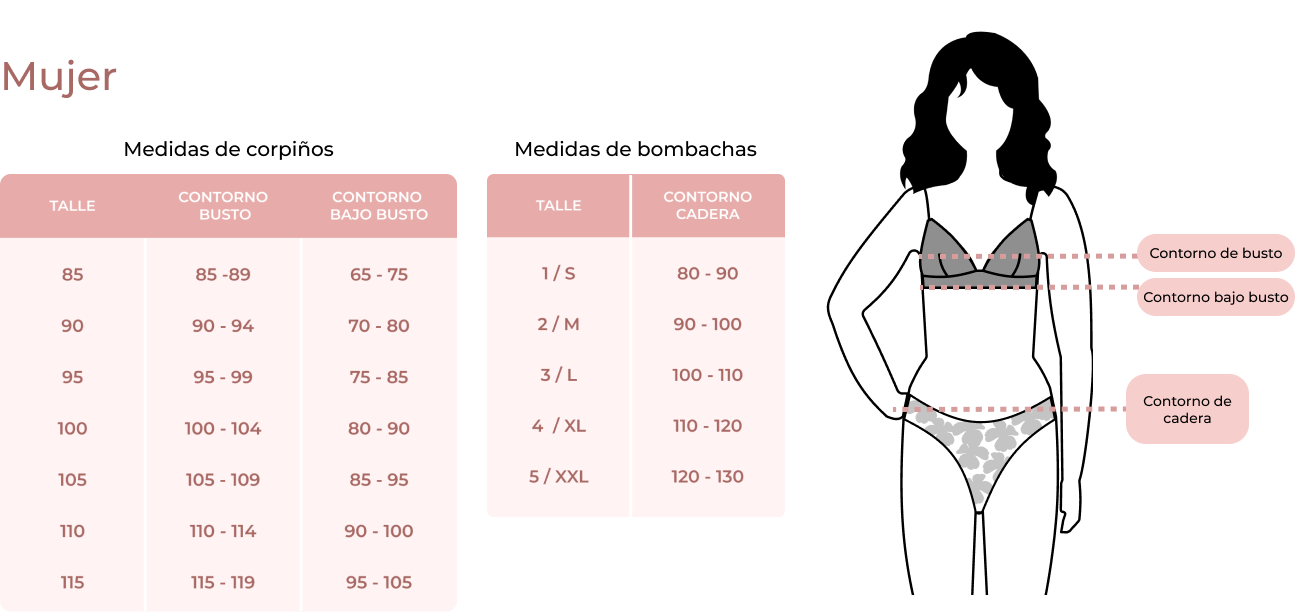 Mujer
Medidas de corpiños
TALLE CONTORNO BUSTO CONTORNO BAJO BUSTO
85 85 -89 65 - 75
90 90 - 94 70 - 80
95 95 - 99 75 - 85
100 100 - 104 80 - 90
105 105 - 109 85 - 95
110 110 - 114 90 - 100
115 115 - 119 95 - 105
Medidas de bombachas
TALLE CONTORNO CADERA
1 / S 80 - 90
2 / M 90 - 100
3 / L 100 - 110
4 / XL 110 - 120
5 / XXL 120 - 130
Contorno de busto
Contorno bajo busto
Contorno de
cadera